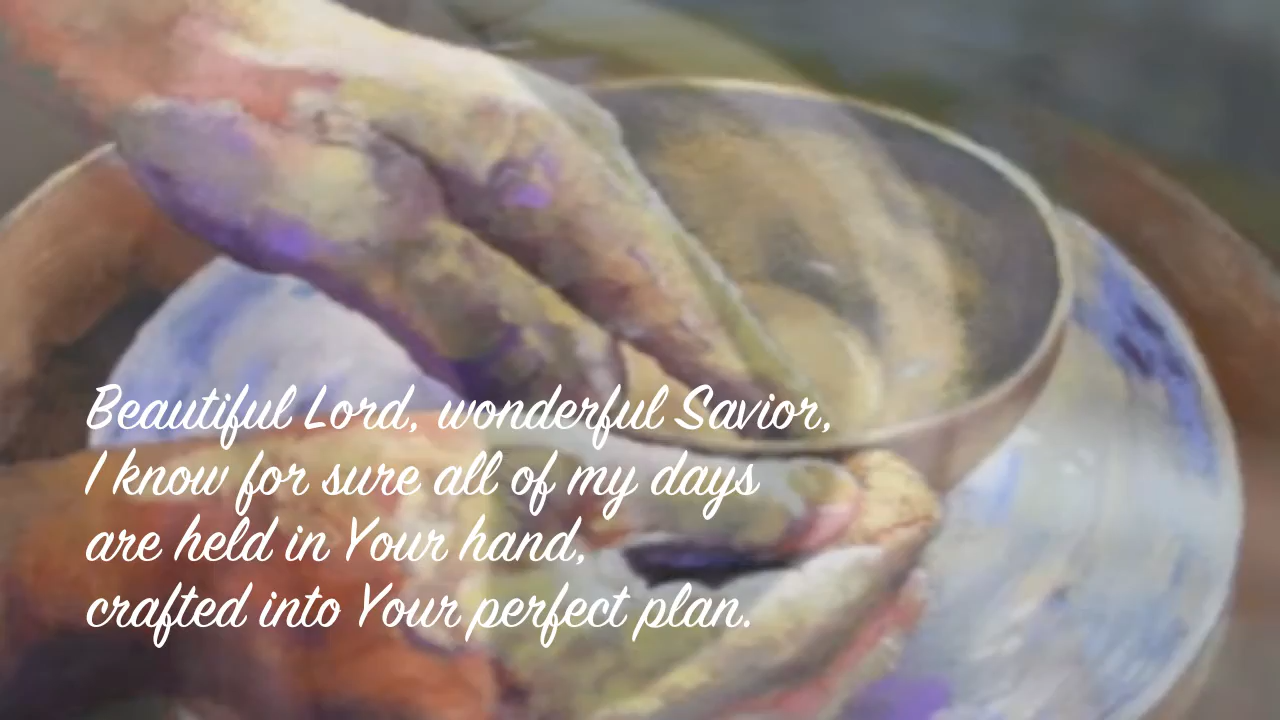 Beautiful Lord, wonderful Savior,
I know for sure all of my days
are held in Your hand,
crafted into Your perfect plan.